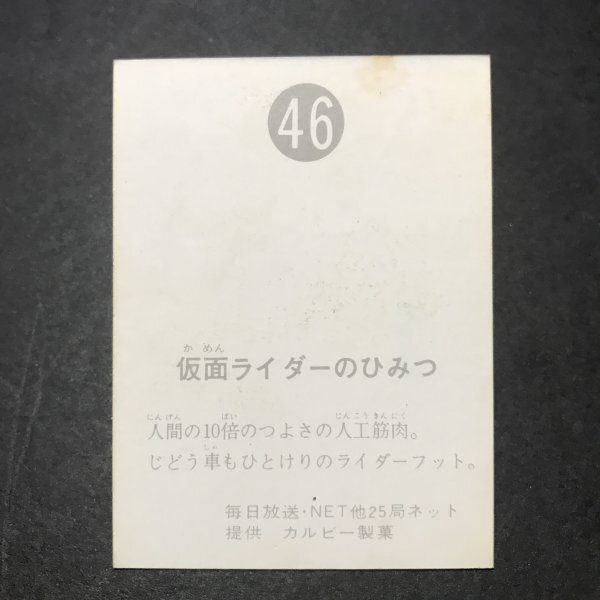 46
かめん
仮面ライダーのひみつ
にんげん ばい じんこうきんにく
人間の10倍のつよさの人工筋肉。
しゃ
じどう車もひとけりのライダーフット。
毎日放送・NET他25局ネット
提供 カルビー製菓